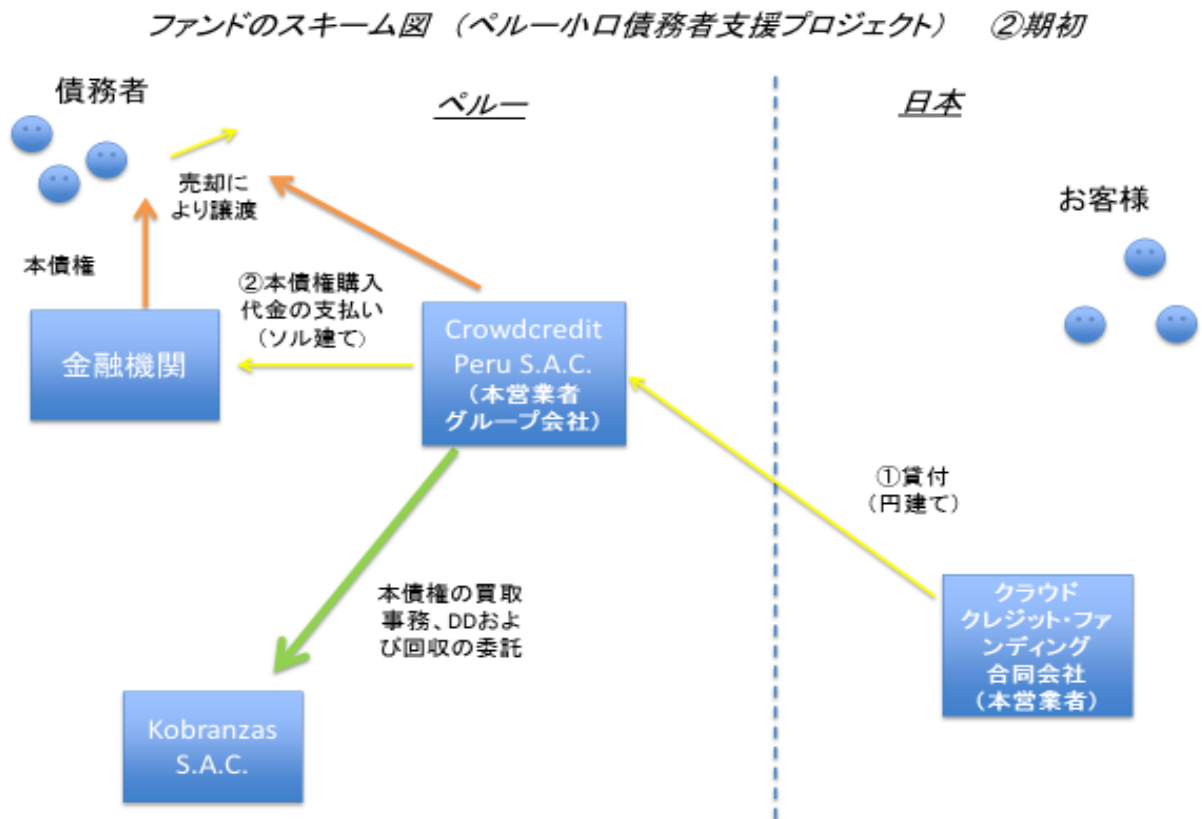 ファンドのスキーム図 （ペルー小口債務者支援プロジェクト） ②期初
債務者
ペルー
日本
売却に
より譲渡
お客様
本債権
②本債権購入
代金の支払い
（ソル建て）
金融機関
Crowdcredit
Peru S.A.C.
（本営業者
グループ会社）
①貸付
（円建て）
本債権の買取
事務、DDおよ
び回収の委託
クラウド
クレジット・ファ
ンディング
合同会社
（本営業者）
Kobranzas
S.A.C.